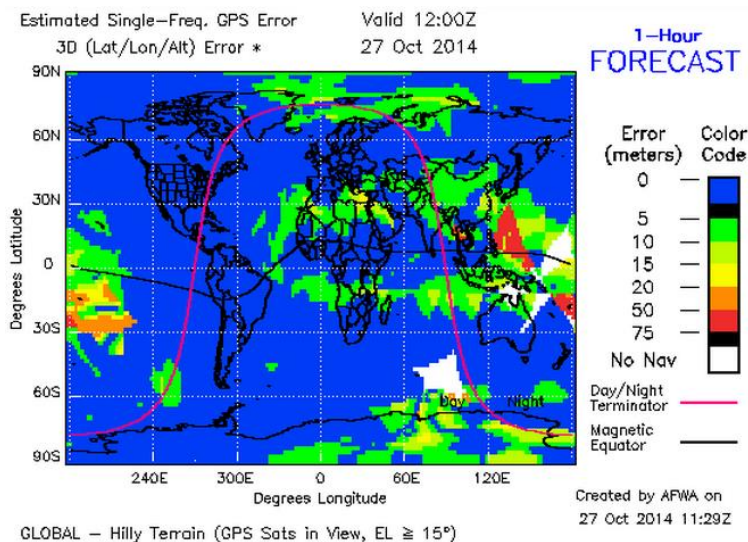 Estimated Single-Freq. GPS Error Valid 12:00Z
3D (Lat/Lon/Alt) Error * 27 Oct 2014
1-Hour
FORECAST
90N
60N
30N
0
30S
60S
90S
Degrees Latitude
240E 300E 0 60E 120E
Degrees Longitude
Day Night
Error
(meters)
Color
Code
0
5
10
15
20
50
75
No Nav
Day/Night
Terminator
Magnetic
Equator
Created by AFWA on
27 Oct 2014 11:29Z
GLOBAL – Hilly Terrain (GPS Sats in View, EL ≧ 15°)